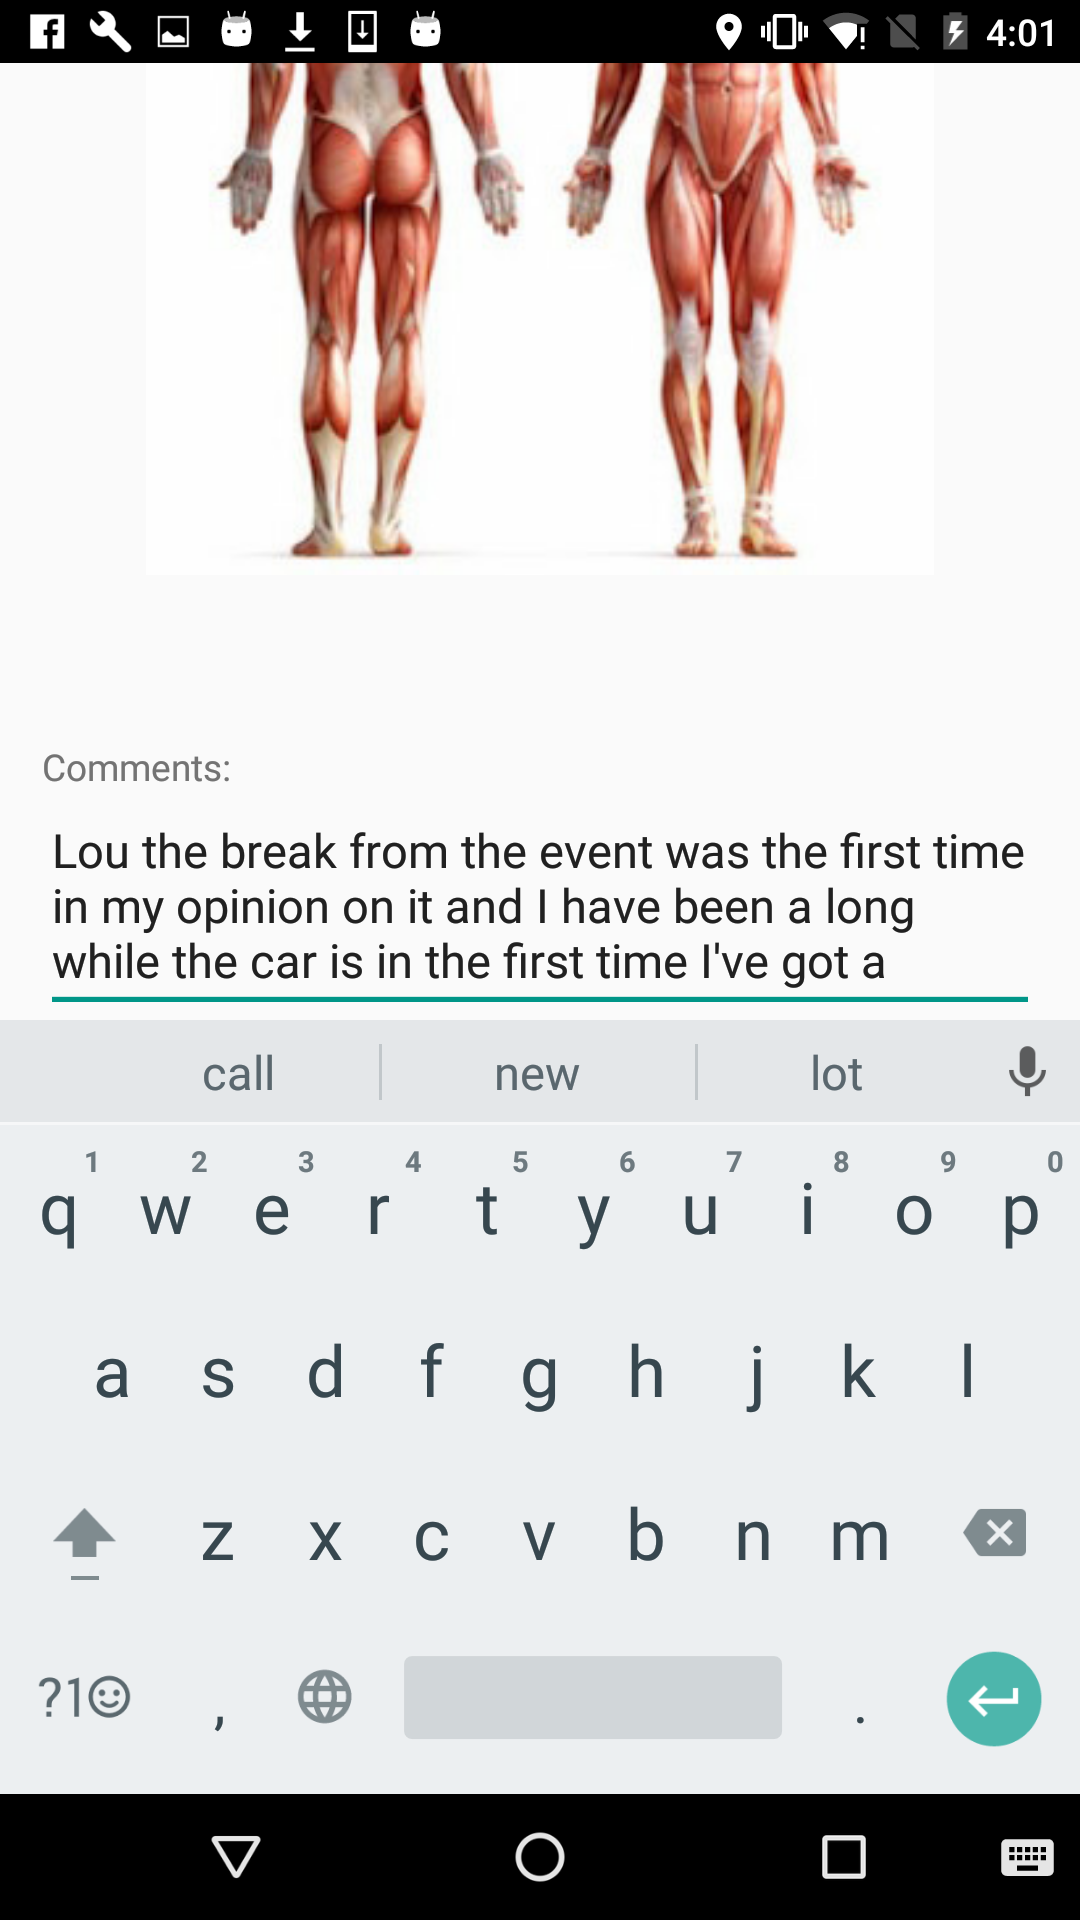 4:01
Comments:
Lou the break from the event was the first time
in my opinion on it and I have been a long
while the car is in the first time I've got a
call new lot
1 2 3 4 5 6 7 8 9 0
q w e r t y u i o p
a s d f g h j k l
z x c v b n m
?1 , .